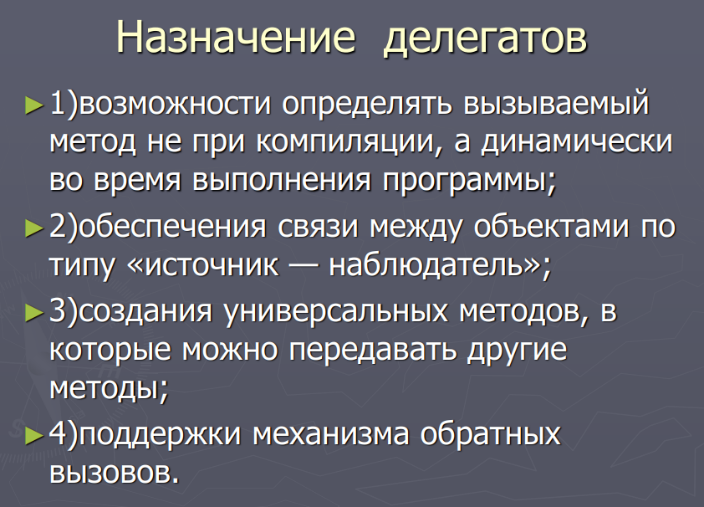 Назначение делегатов
►1)возможности определять вызываемый
метод не при компиляции, а динамически
во время выполнения программы;
►2)обеспечения связи между объектами по
типу «источник — наблюдатель»;
►3)создания универсальных методов, в
которые можно передавать другие
методы;
►4)поддержки механизма обратных
вызовов.